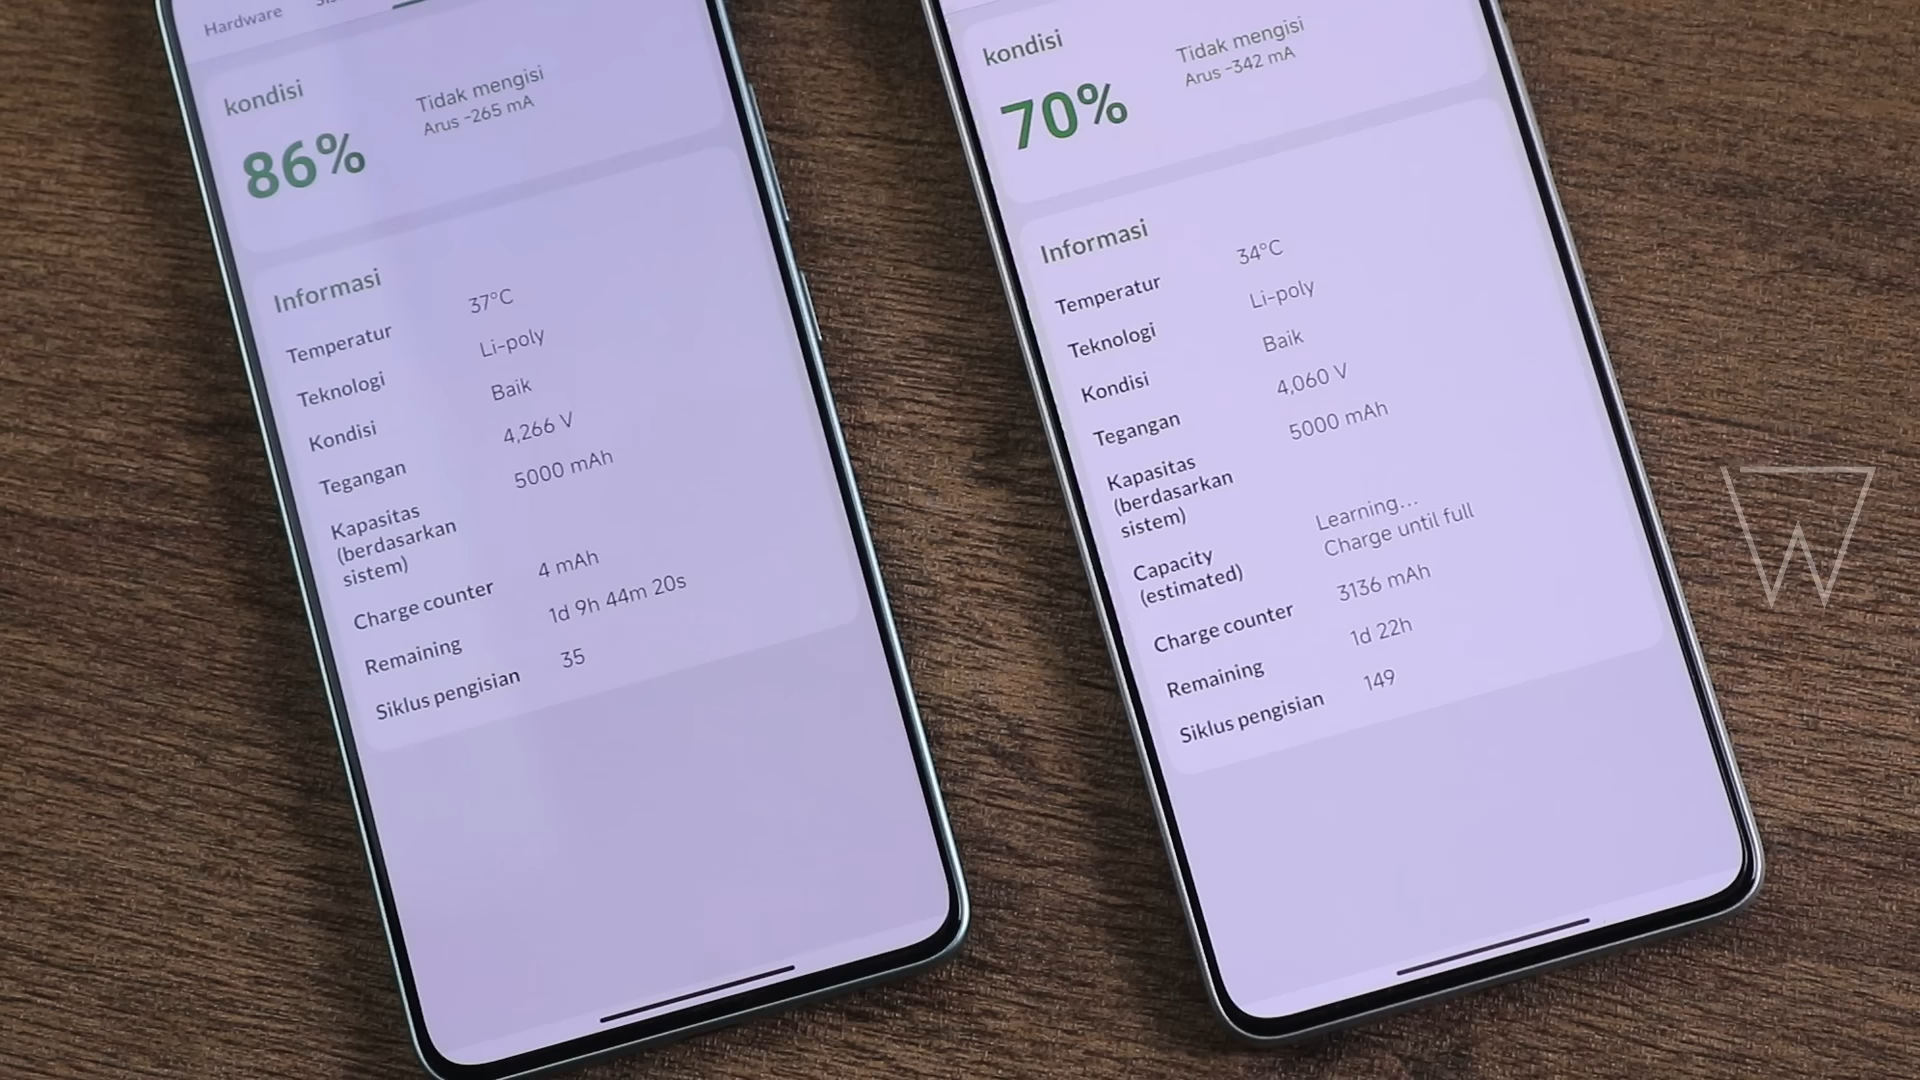 Hardware
kondisi
86%
Tidak mengisi
Arus -265 mA
Informasi
Temperatur 37°C
Teknologi Li-poly
Kondisi Baik
Tegangan 4,266 V
Kapasitas (berdasarkan sistem) 5000 mAh
Charge counter 4 mAh
Remaining 1d 9h 44m 20s
Siklus pengisian 35
kondisi
70%
Tidak mengisi
Arus -342 mA
Informasi
Temperatur 34°C
Teknologi Li-poly
Kondisi Baik
Tegangan 4,060 V
Kapasitas (berdasarkan sistem) 5000 mAh
Capacity (estimated) Learning... Charge until full
Charge counter 3136 mAh
Remaining 1d 22h
Siklus pengisian 149
W